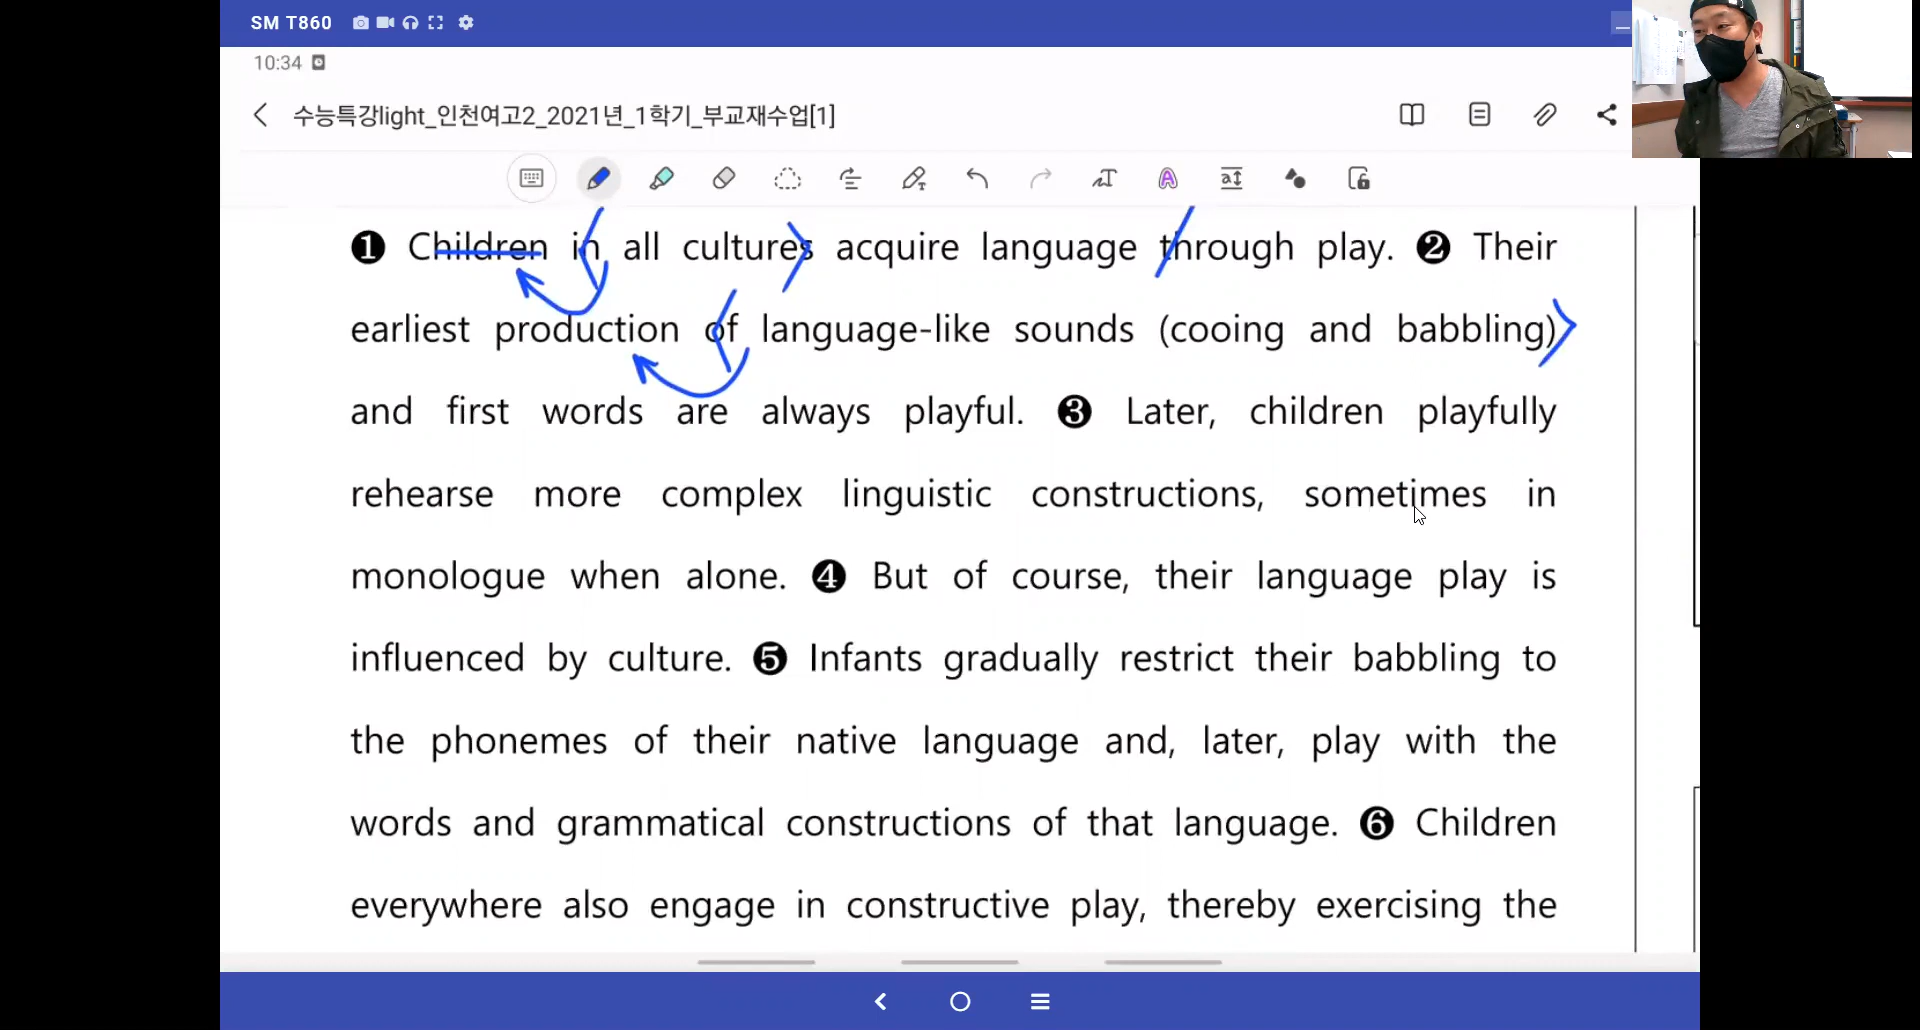 SM T860
10:34
수능특강light_인천여고2_2021년_1학기_부교재수업[1]
❶ Children in all cultures acquire language through play. ❷ Their
earliest production of language-like sounds (cooing and babbling)
and first words are always playful. ❸ Later, children playfully
rehearse more complex linguistic constructions, sometimes in
monologue when alone. ❹ But of course, their language play is
influenced by culture. ❺ Infants gradually restrict their babbling to
the phonemes of their native language and, later, play with the
words and grammatical constructions of that language. ❻ Children
everywhere also engage in constructive play, thereby exercising the